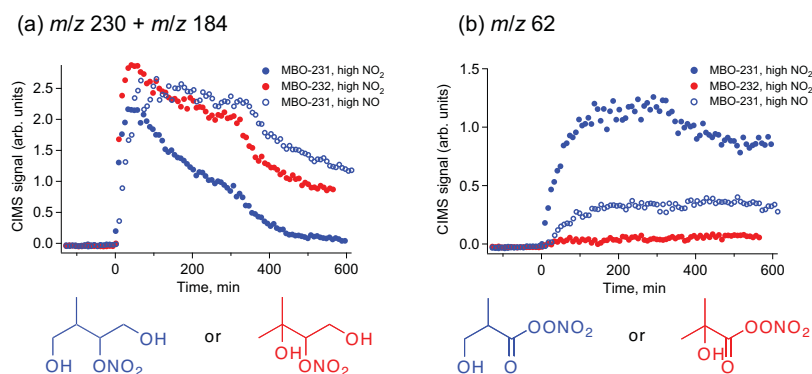 (a) m/z 230 + m/z 184
CIMS signal (arb. units)
2.5
2.0
1.5
1.0
0.5
0.0
MBO-231, high NO₂
MBO-232, high NO₂
MBO-231, high NO
0 200 400 600
Time, min
OH
OH
ONO₂
or
OH
OH
ONO₂
(b) m/z 62
CIMS signal (arb. units)
1.5
1.0
0.5
0.0
MBO-231, high NO₂
MBO-232, high NO₂
MBO-231, high NO
0 200 400 600
Time, min
OONO₂
OH
O
or
OONO₂
OH
O